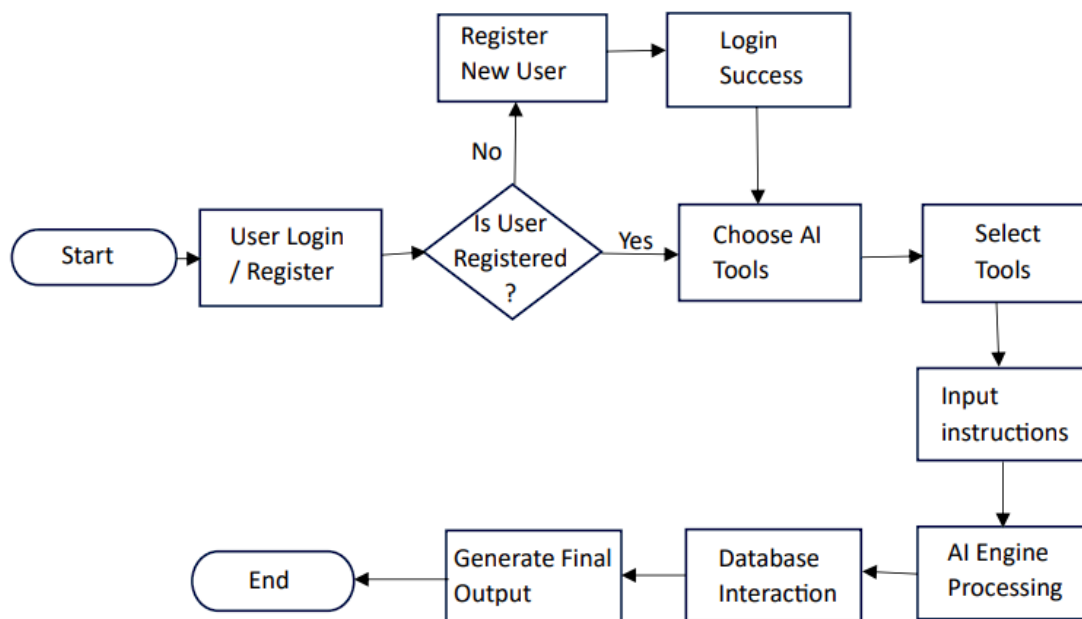 Register
New User
Login
Success
No
Start
User Login
/ Register
Is User
Registered
?
Yes
Choose AI
Tools
Select
Tools
Input
instructions
AI Engine
Processing
Database
Interaction
Generate Final
Output
End